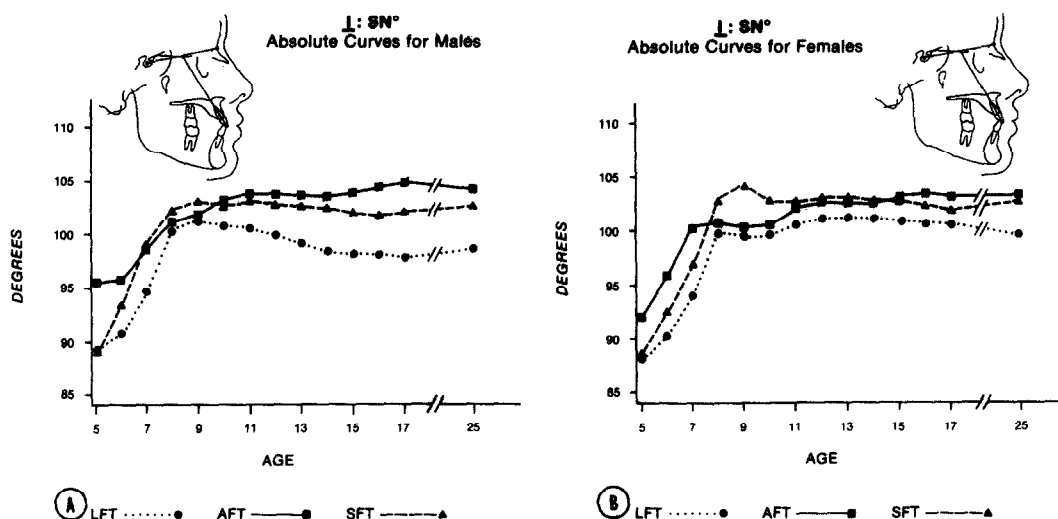 ⊥: SN°
Absolute Curves for Males
DEGREES
110
105
100
95
90
85
5 7 9 11 13 15 17 25
AGE
A LFT AFT SFT
⊥: SN°
Absolute Curves for Females
DEGREES
110
105
100
95
90
85
5 7 9 11 13 15 17 25
AGE
B LFT AFT SFT